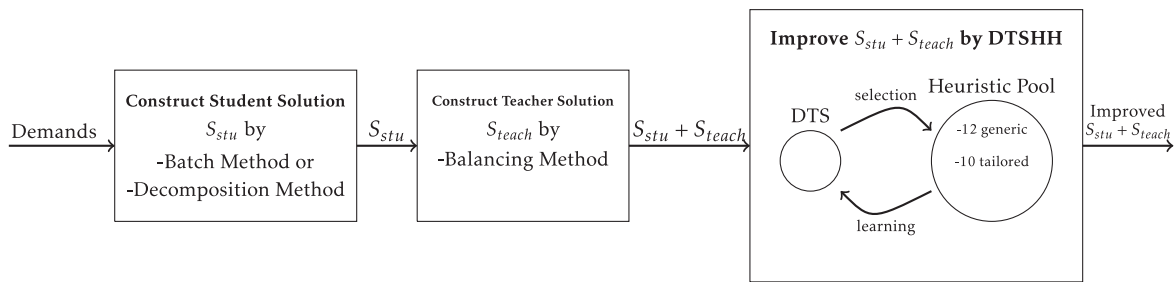 Demands
Construct Student Solution
S_stu by
-Batch Method or
-Decomposition Method
S_stu
Construct Teacher Solution
S_teach by
-Balancing Method
S_stu + S_teach
Improve S_stu + S_teach by DTSHH
DTS
selection
Heuristic Pool
-12 generic
-10 tailored
learning
Improved
S_stu + S_teach